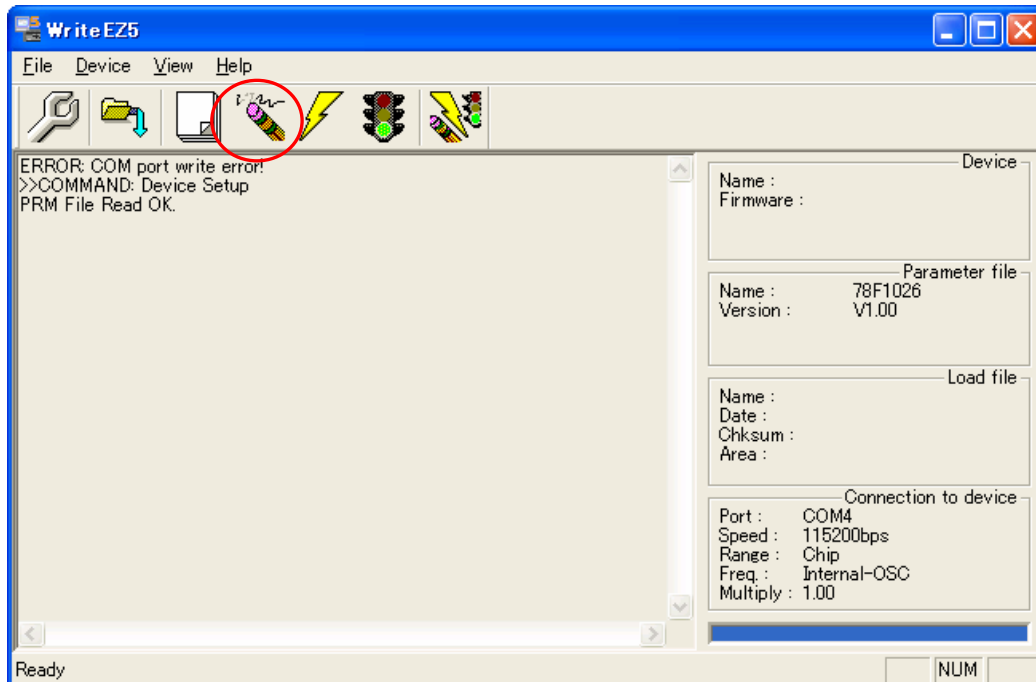 WriteEZ5
File Device View Help
ERROR: COM port write error!
>>COMMAND: Device Setup
PRM File Read OK.
Device
Name :
Firmware :
Parameter file
Name : 78F1026
Version : V1.00
Load file
Name :
Date :
Chksum :
Area :
Connection to device
Port : COM4
Speed : 115200bps
Range : Chip
Freq. : Internal-OSC
Multiply : 1.00
Ready
NUM